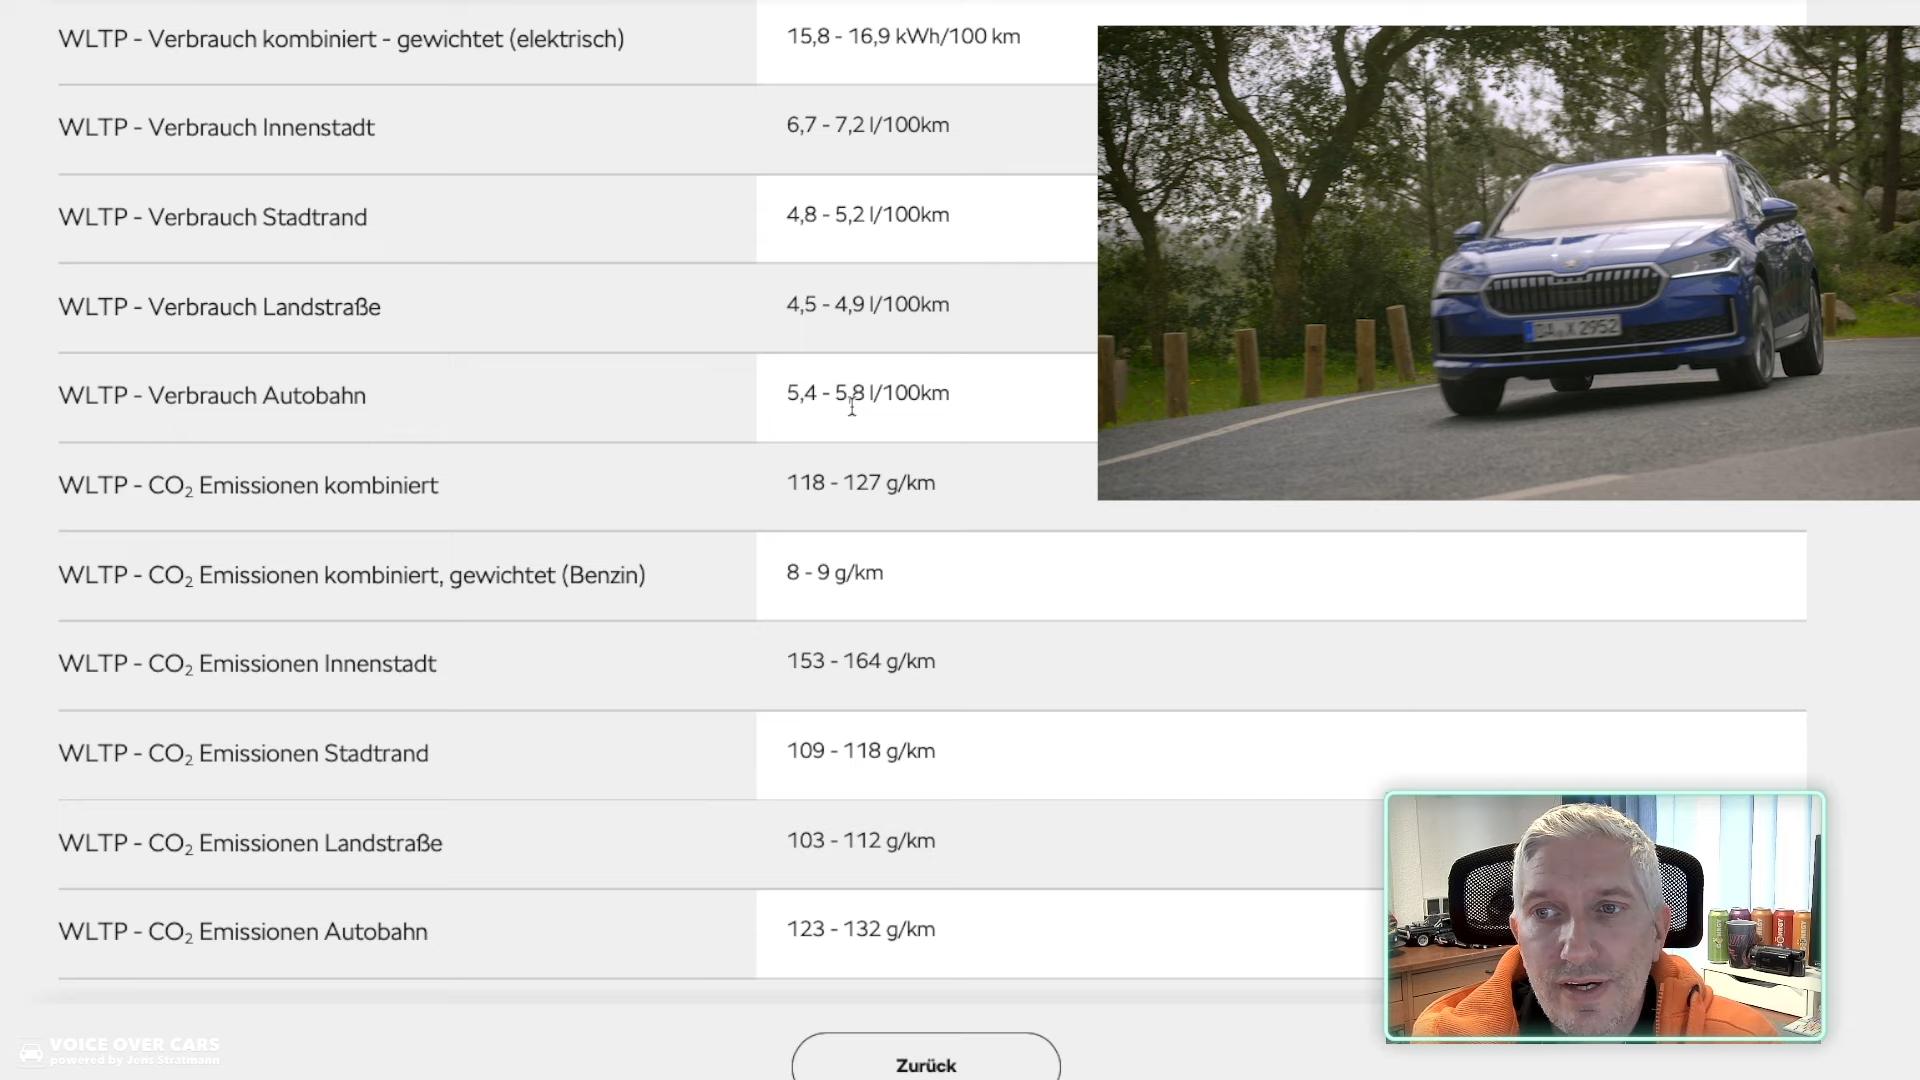 WLTP - Verbrauch kombiniert - gewichtet (elektrisch) 15,8 - 16,9 kWh/100 km
WLTP - Verbrauch Innenstadt 6,7 - 7,2 l/100km
WLTP - Verbrauch Stadtrand 4,8 - 5,2 l/100km
WLTP - Verbrauch Landstraße 4,5 - 4,9 l/100km
WLTP - Verbrauch Autobahn 5,4 - 5,8 l/100km
WLTP - CO₂ Emissionen kombiniert 118 - 127 g/km
WLTP - CO₂ Emissionen kombiniert, gewichtet (Benzin) 8 - 9 g/km
WLTP - CO₂ Emissionen Innenstadt 153 - 164 g/km
WLTP - CO₂ Emissionen Stadtrand 109 - 118 g/km
WLTP - CO₂ Emissionen Landstraße 103 - 112 g/km
WLTP - CO₂ Emissionen Autobahn 123 - 132 g/km
Zurück
DA X 2952
VOICE OVER CARS
powered by Jens Stratmann